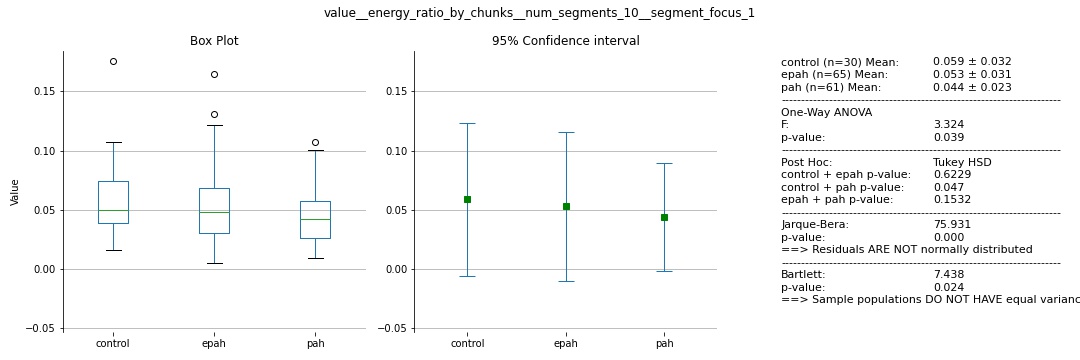 value__energy_ratio_by_chunks__num_segments_10__segment_focus_1
Box Plot
Value
0.15
0.10
0.05
0.00
−0.05
control
epah
pah
95% Confidence interval
0.15
0.10
0.05
0.00
−0.05
control
epah
pah
control (n=30) Mean: 0.059 ± 0.032
epah (n=65) Mean: 0.053 ± 0.031
pah (n=61) Mean: 0.044 ± 0.023
One-Way ANOVA
F: 3.324
p-value: 0.039
Post Hoc: Tukey HSD
control + epah p-value: 0.6229
control + pah p-value: 0.047
epah + pah p-value: 0.1532
Jarque-Bera: 75.931
p-value: 0.000
==> Residuals ARE NOT normally distributed
Bartlett: 7.438
p-value: 0.024
==> Sample populations DO NOT HAVE equal varianc